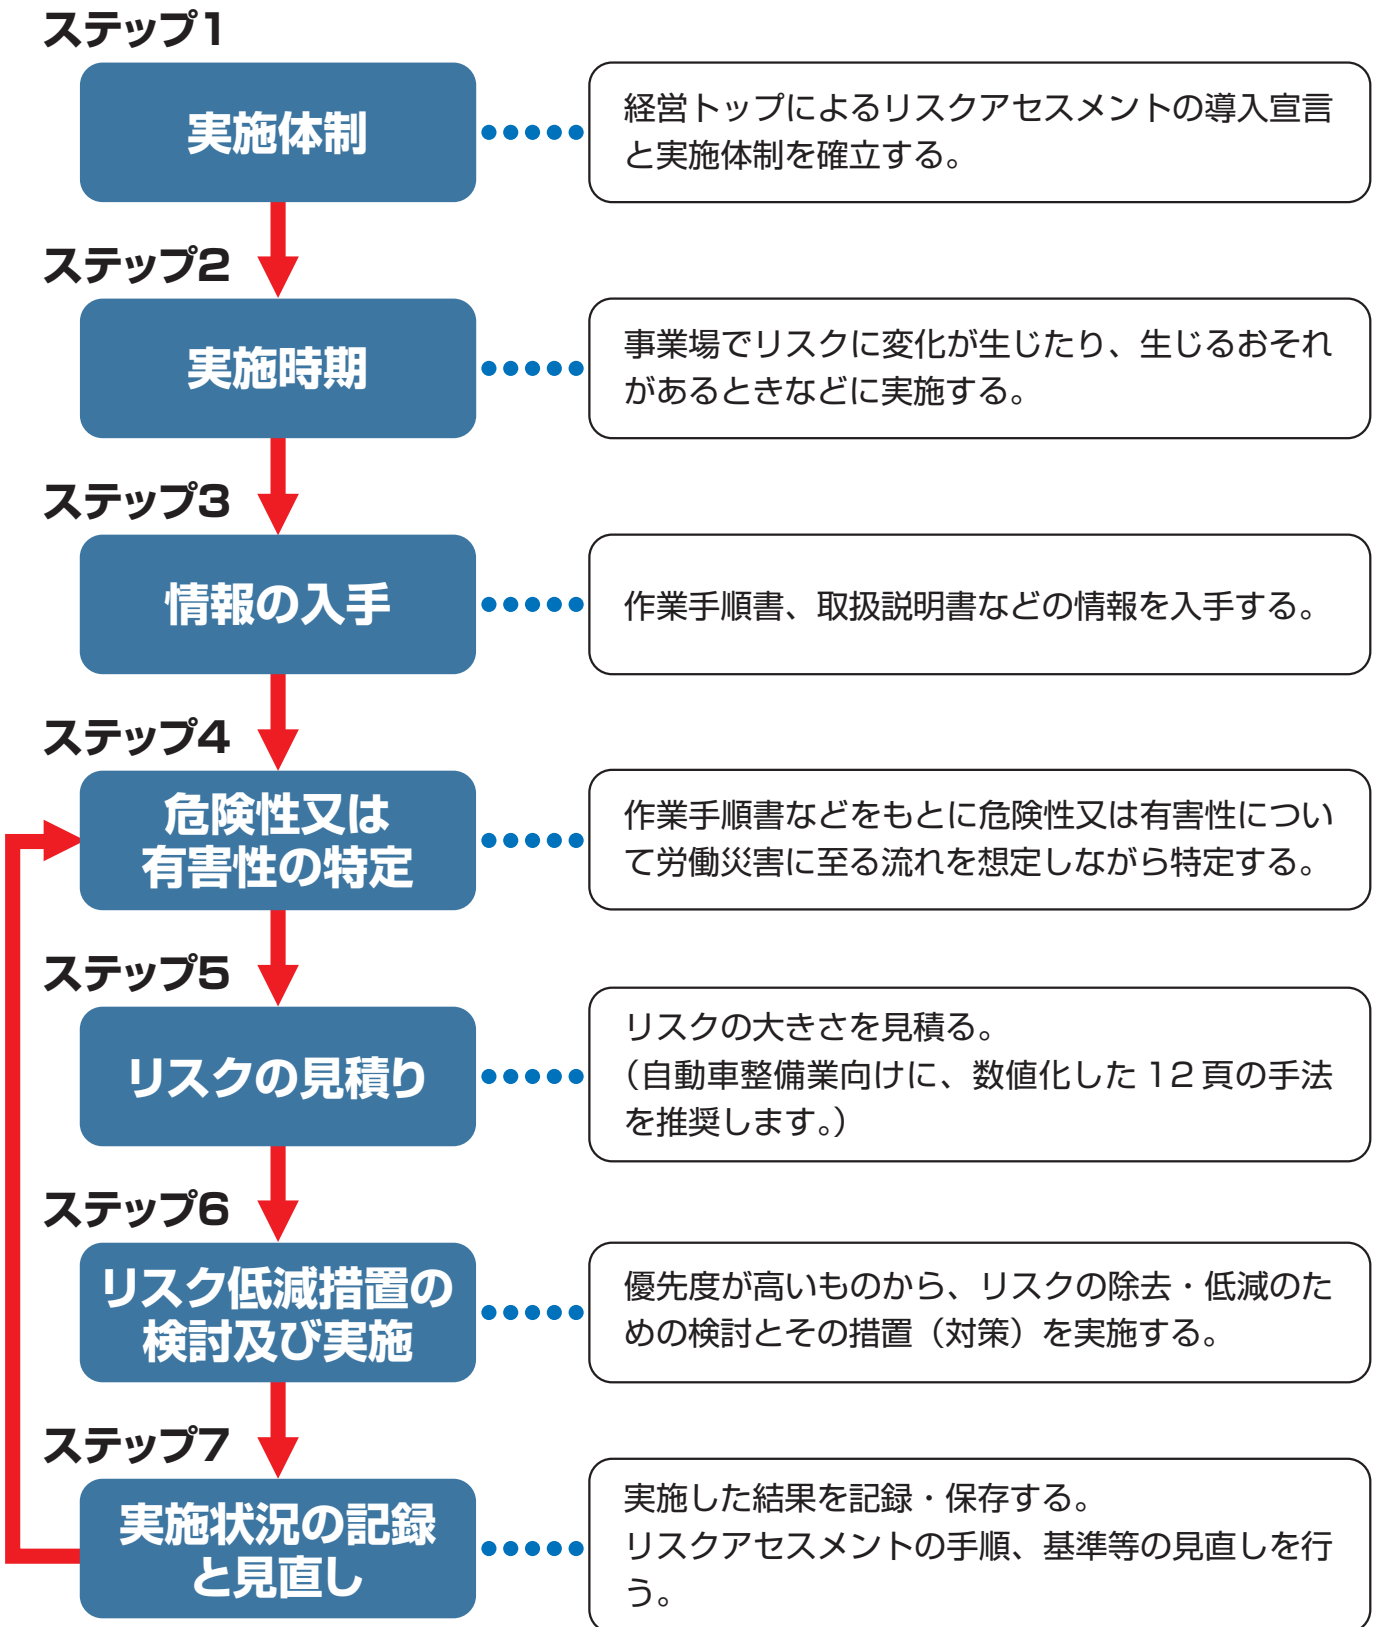 ステップ1
実施体制
経営トップによるリスクアセスメントの導入宣言
と実施体制を確立する。
ステップ2
実施時期
事業場でリスクに変化が生じたり、生じるおそれ
があるときなどに実施する。
ステップ3
情報の入手
作業手順書、取扱説明書などの情報を入手する。
ステップ4
危険性又は
有害性の特定
作業手順書などをもとに危険性又は有害性につい
て労働災害に至る流れを想定しながら特定する。
ステップ5
リスクの見積り
リスクの大きさを見積る。
（自動車整備業向けに、数値化した 12 頁の手法
を推奨します。）
ステップ6
リスク低減措置の
検討及び実施
優先度が高いものから、リスクの除去・低減のた
めの検討とその措置（対策）を実施する。
ステップ7
実施状況の記録
と見直し
実施した結果を記録・保存する。
リスクアセスメントの手順、基準等の見直しを行
う。